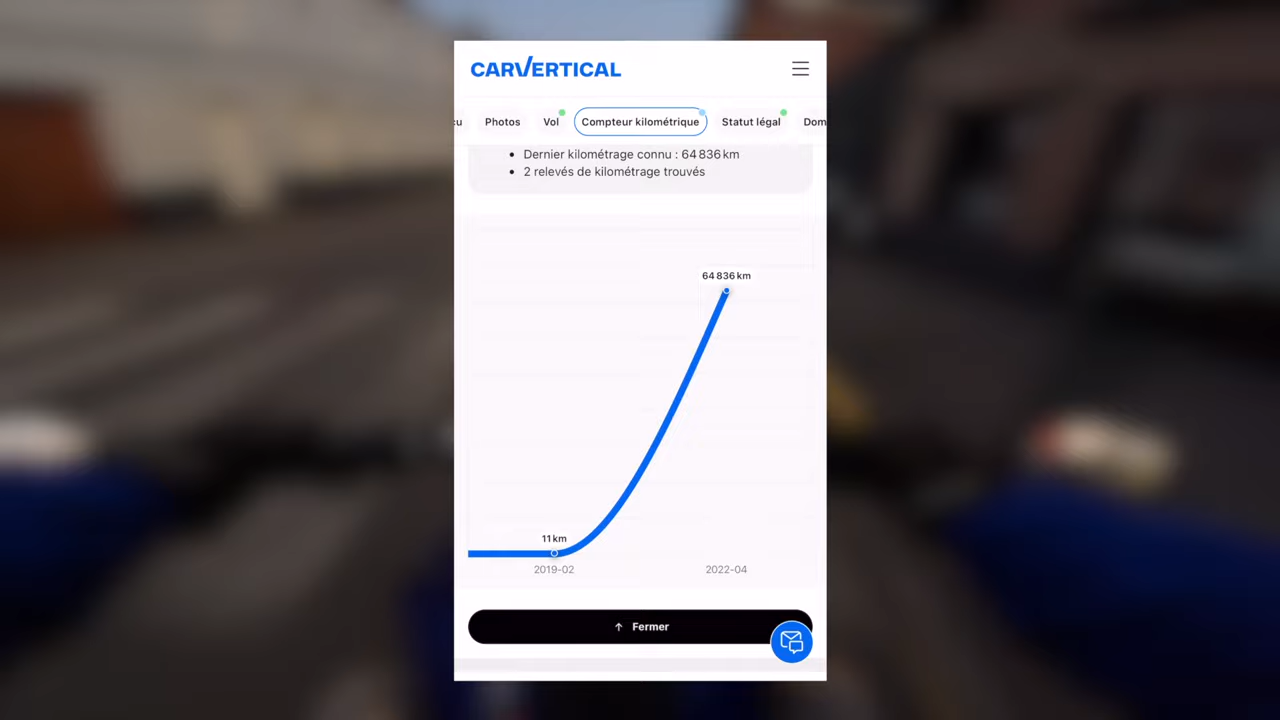 CARVERTICAL
Photos Vol Compteur kilométrique Statut légal Dom
Dernier kilométrage connu : 64 836 km
2 relevés de kilométrage trouvés
64 836 km
11 km
2019-02 2022-04
Fermer